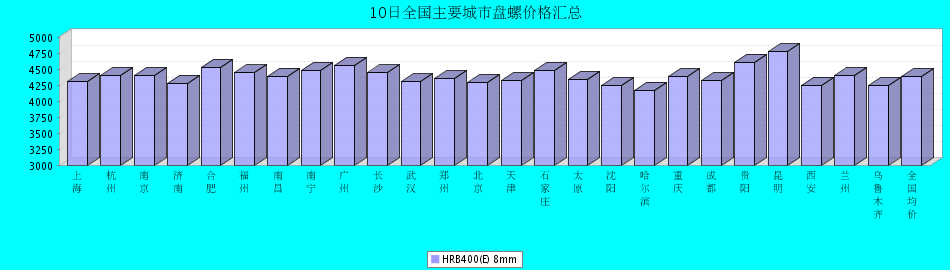 10日全国主要城市盘螺价格汇总
5000
4750
4500
4250
4000
3750
3500
3250
3000
上海
杭州
南京
济南
合肥
福州
南昌
南宁
广州
长沙
武汉
郑州
北京
天津
石家庄
太原
沈阳
哈尔滨
重庆
成都
贵阳
昆明
西安
兰州
乌鲁木齐
全国均价
HRB400(E) 8mm